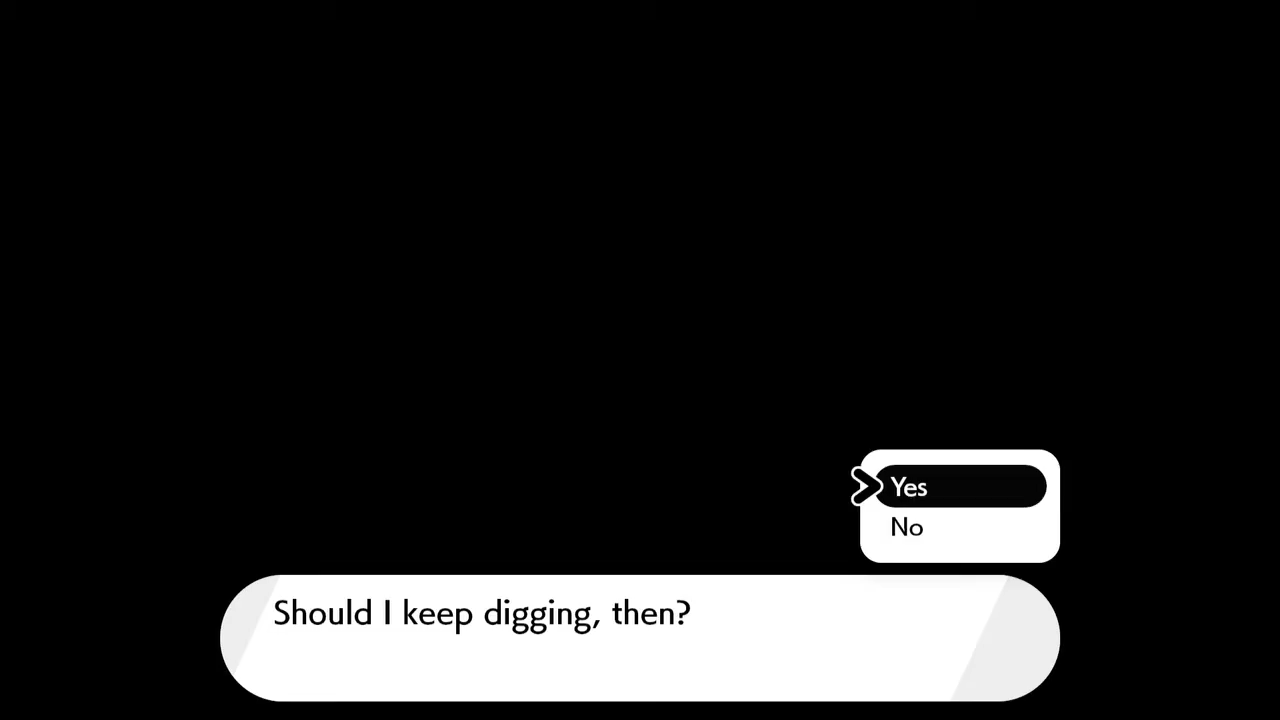 Yes
No
Should I keep digging, then?